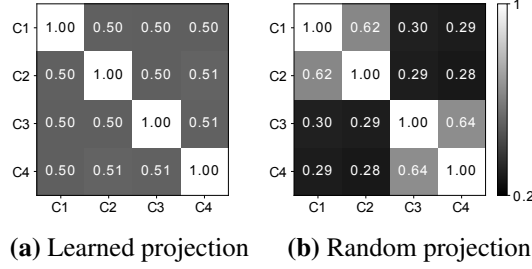 C1 1.00 0.50 0.50 0.50
C2 0.50 1.00 0.50 0.51
C3 0.50 0.50 1.00 0.51
C4 0.50 0.51 0.51 1.00
C1 C2 C3 C4
(a) Learned projection
C1 1.00 0.62 0.30 0.29
C2 0.62 1.00 0.29 0.28
C3 0.30 0.29 1.00 0.64
C4 0.29 0.28 0.64 1.00
C1 C2 C3 C4
1
0.2
(b) Random projection